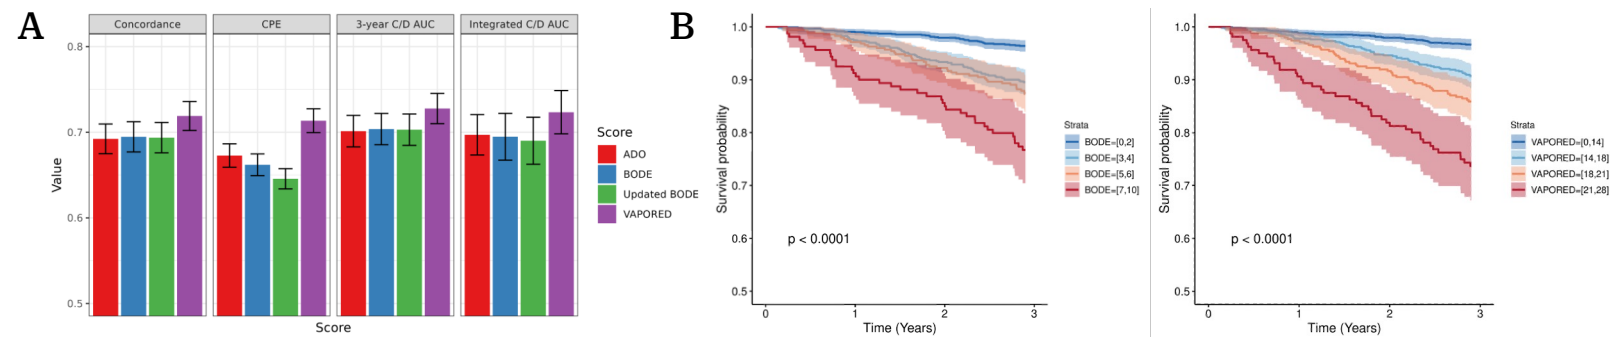 A
Concordance
CPE
3-year C/D AUC
Integrated C/D AUC
0.8
0.7
0.6
0.5
Value
Score
Score
ADO
BODE
Updated BODE
VAPORED
B
1.0
0.9
0.8
0.7
0.6
0.5
Survival probability
p < 0.0001
0 1 2 3
Time (Years)
Strata
BODE=[0,2]
BODE=[3,4]
BODE=[5,6]
BODE=[7,10]
1.0
0.9
0.8
0.7
0.6
0.5
Survival probability
p < 0.0001
0 1 2 3
Time (Years)
Strata
VAPORED=[0,14]
VAPORED=[14,18]
VAPORED=[18,21]
VAPORED=[21,28]